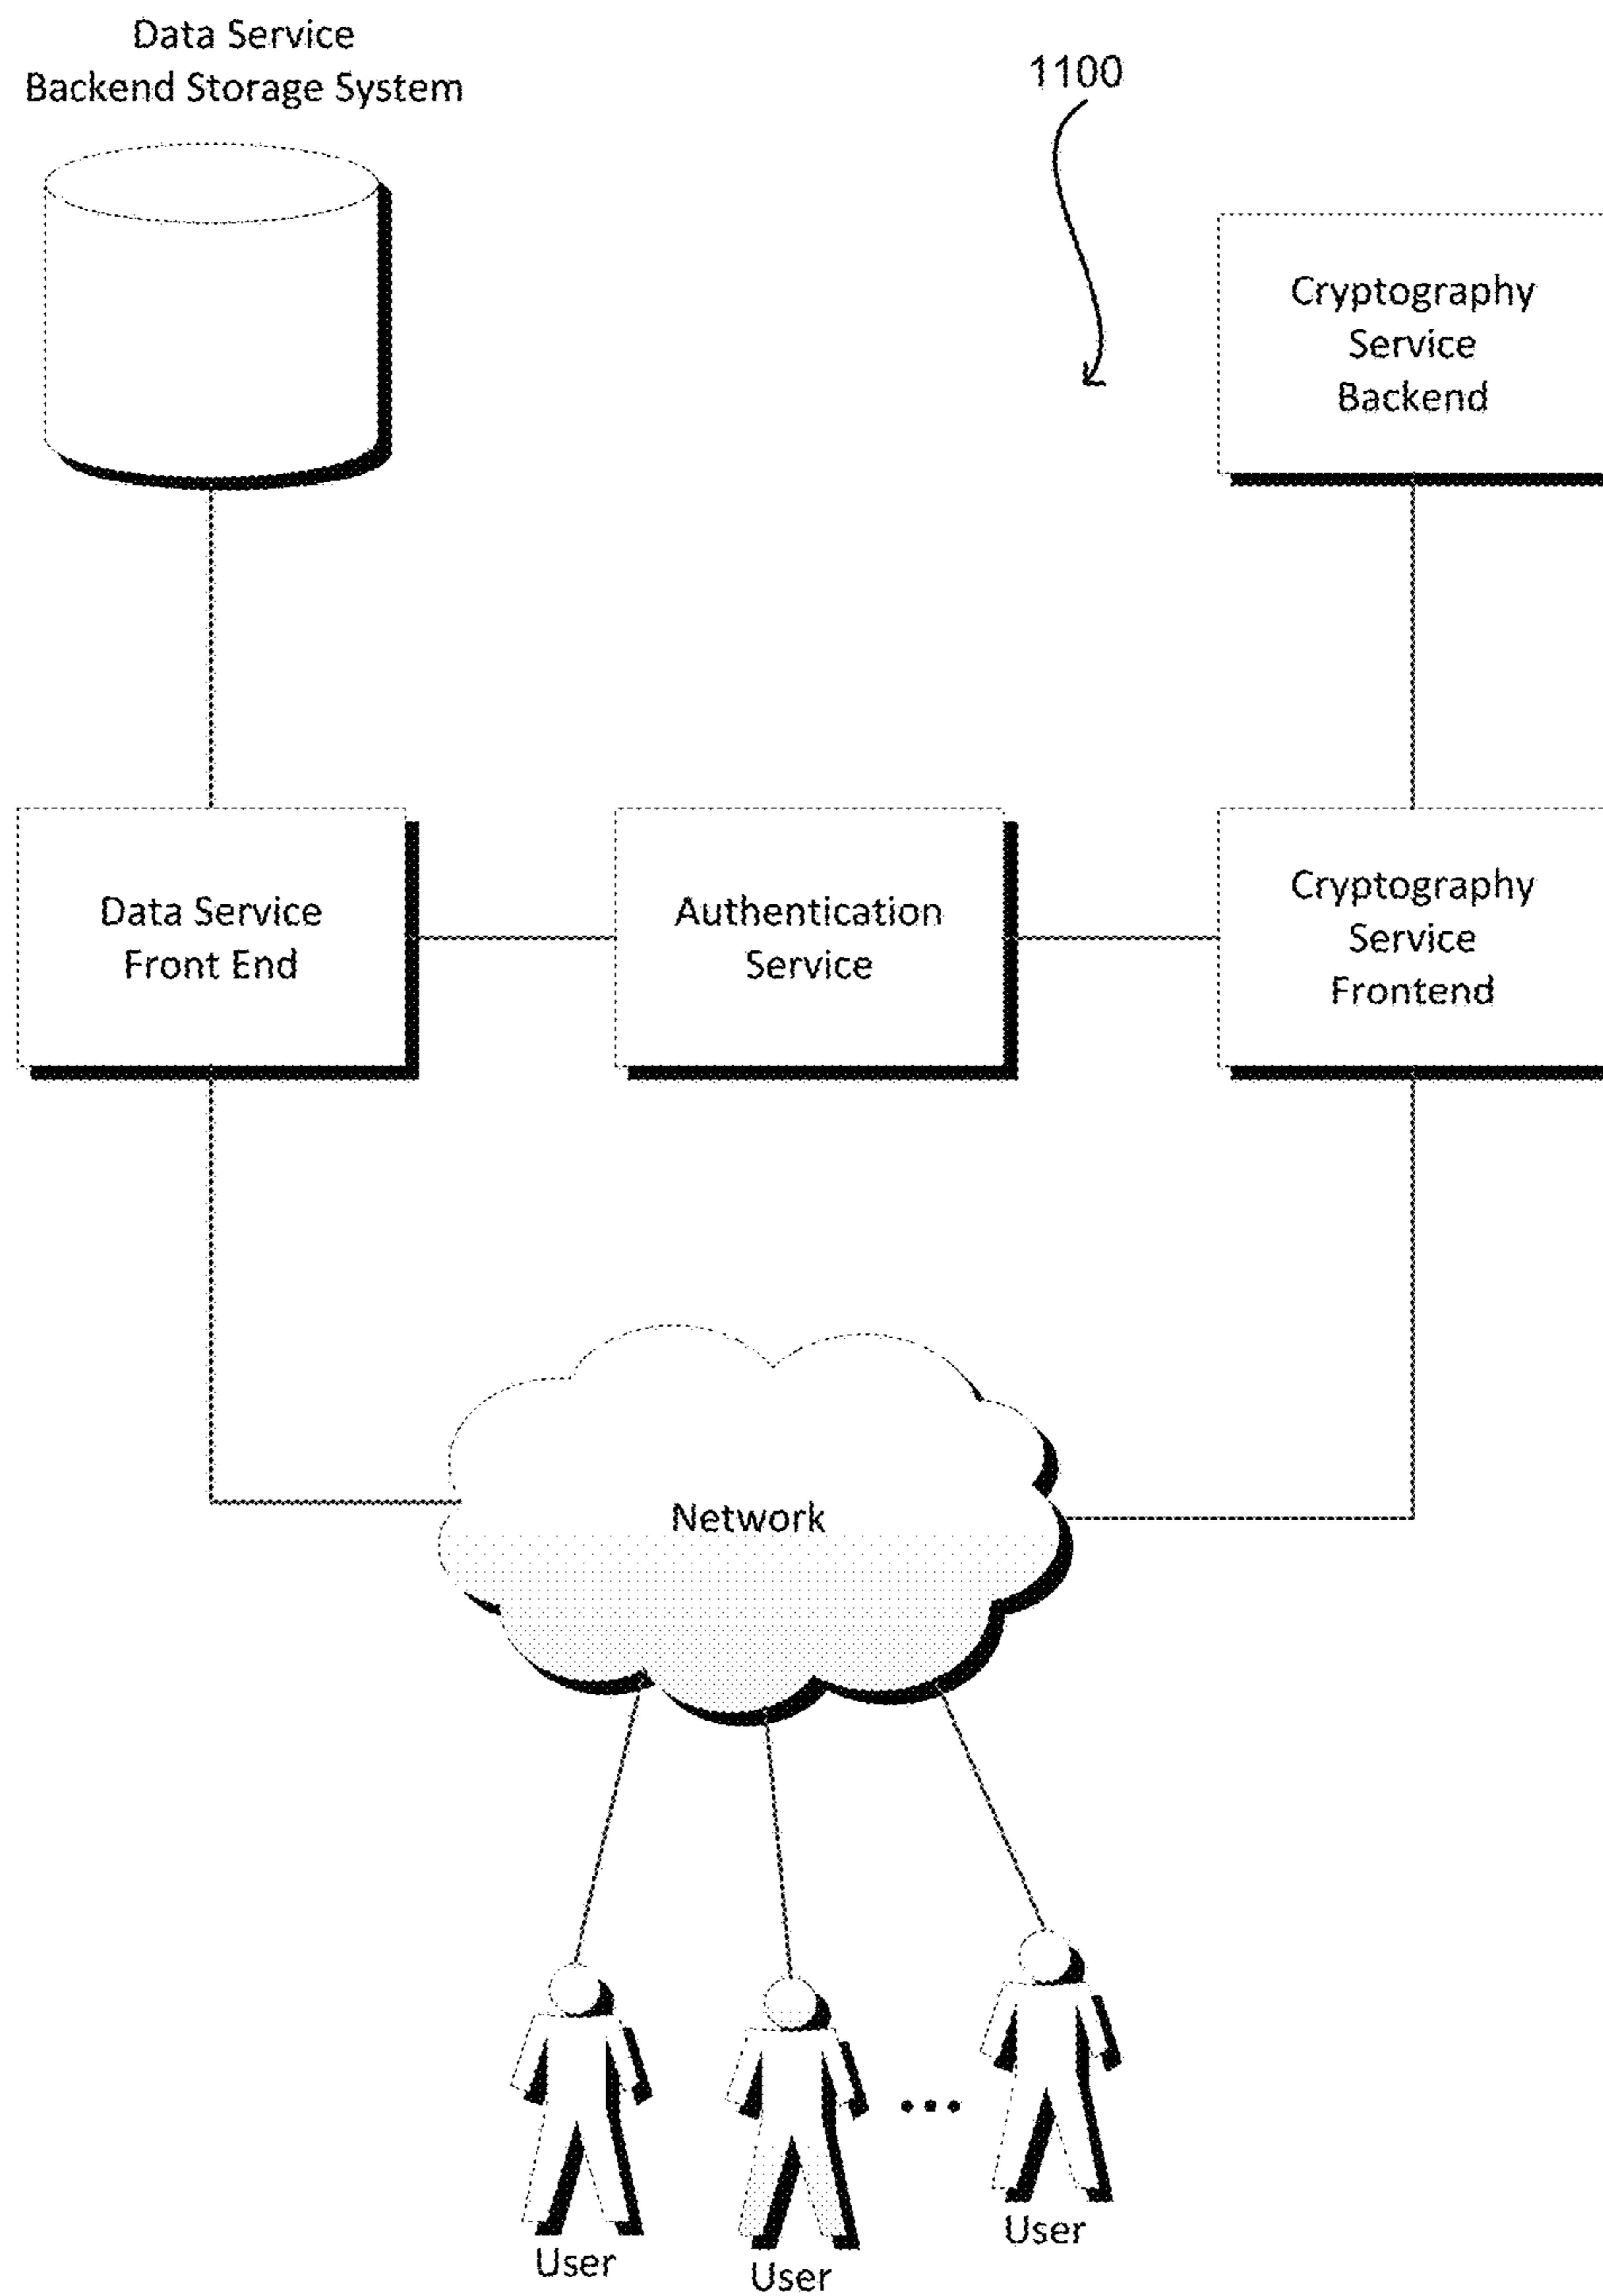 Data Service
Backend Storage System
1100
Cryptography
Service
Backend
Data Service
Front End
Authentication
Service
Cryptography
Service
Frontend
Network
User
User
User